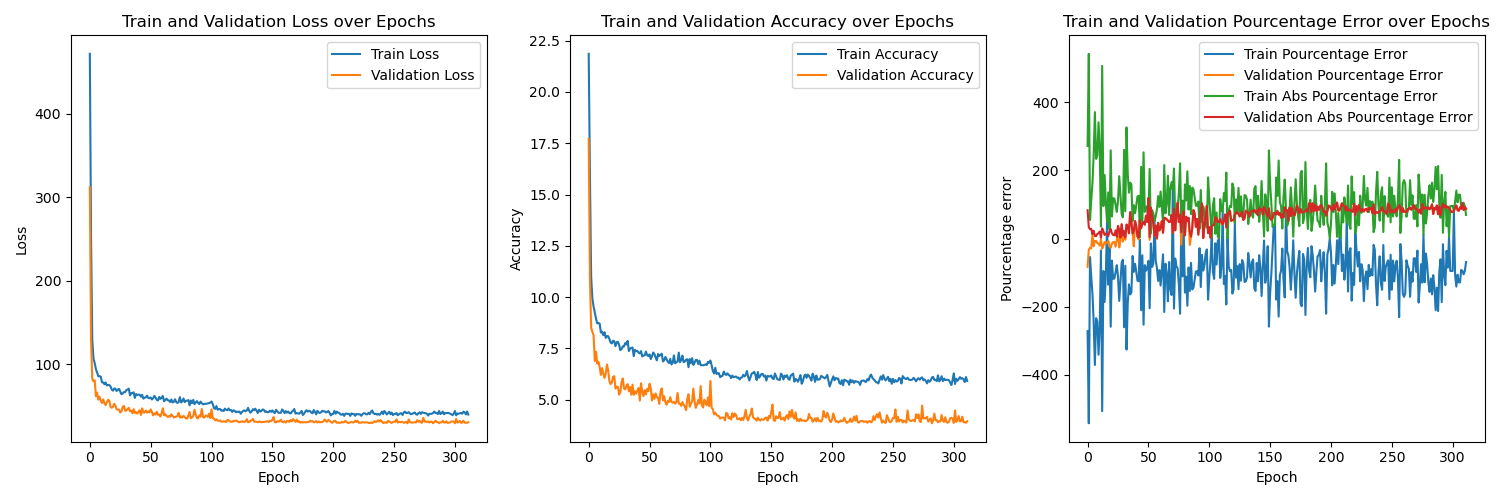 Train and Validation Loss over Epochs
Train Loss
Validation Loss
Loss
400
300
200
100
0 50 100 150 200 250 300
Epoch
Train and Validation Accuracy over Epochs
Train Accuracy
Validation Accuracy
Accuracy
22.5
20.0
17.5
15.0
12.5
10.0
7.5
5.0
0 50 100 150 200 250 300
Epoch
Train and Validation Pourcentage Error over Epochs
Train Pourcentage Error
Validation Pourcentage Error
Train Abs Pourcentage Error
Validation Abs Pourcentage Error
Pourcentage error
400
200
0
−200
−400
0 50 100 150 200 250 300
Epoch